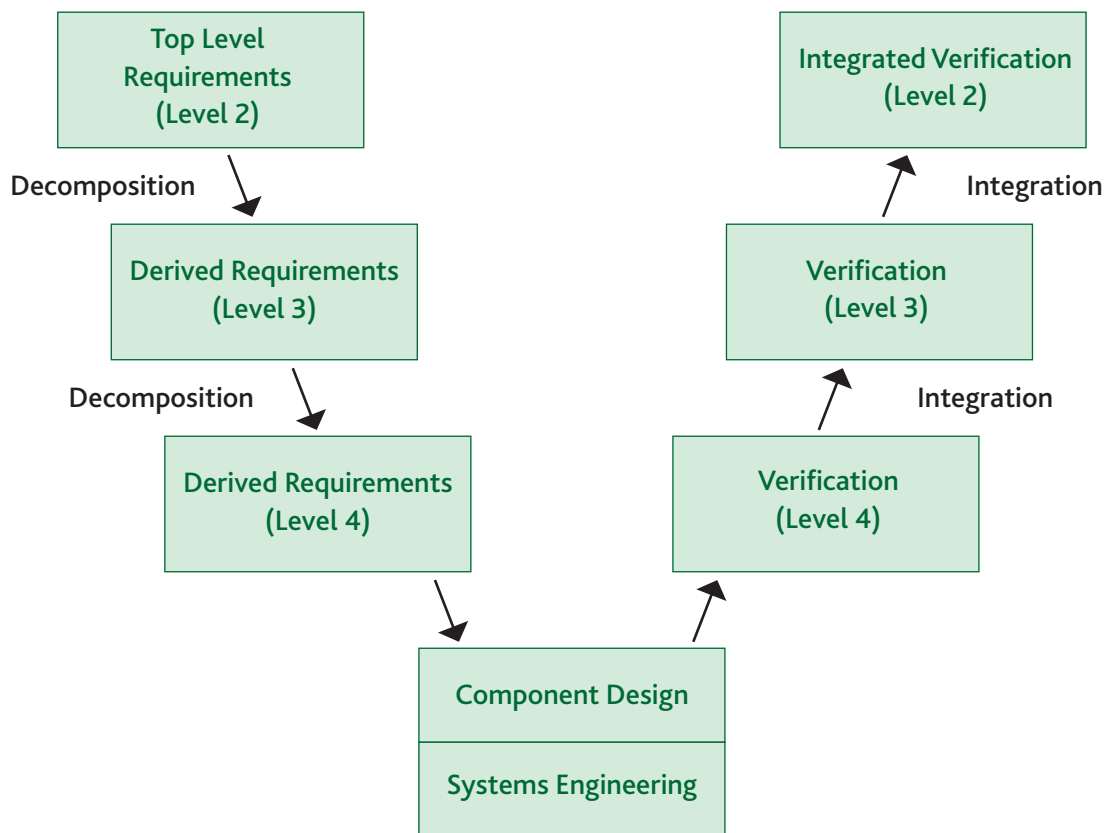 Top Level
Requirements
(Level 2)
Integrated Verification
(Level 2)
Decomposition
Integration
Derived Requirements
(Level 3)
Verification
(Level 3)
Decomposition
Integration
Derived Requirements
(Level 4)
Verification
(Level 4)
Component Design
Systems Engineering